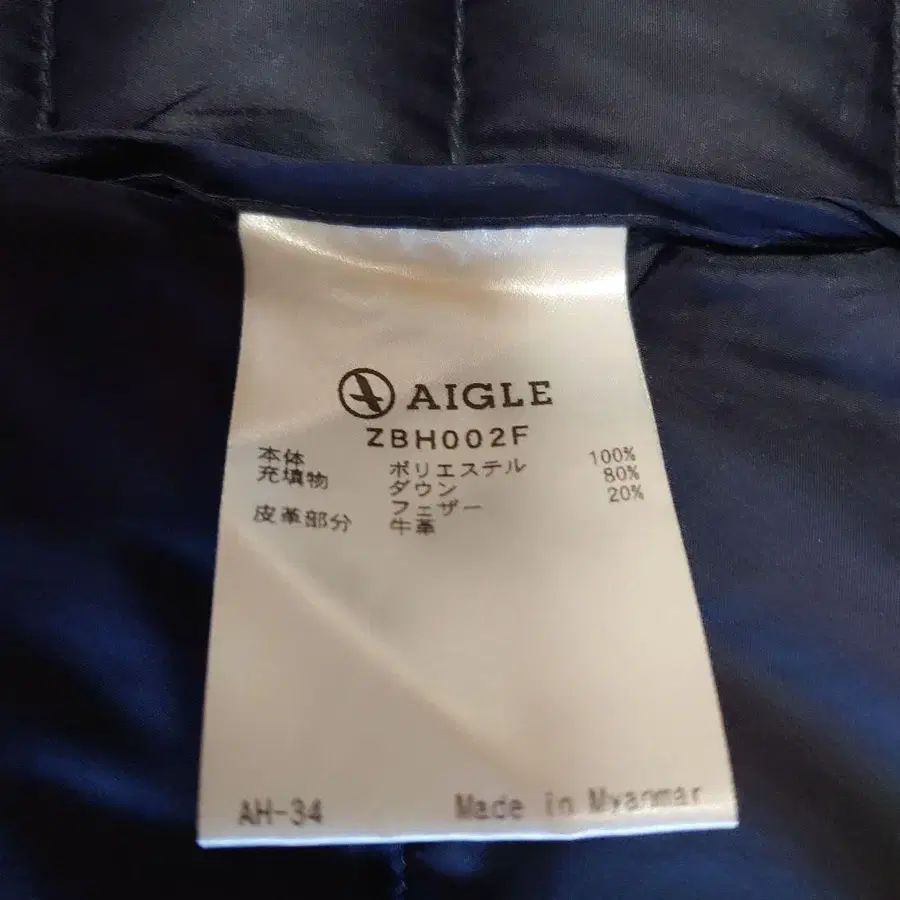 AIGLE
ZBH002F
本体 ポリエステル 100%
充填物 ダウン 80%
フェザー 20%
皮革部分 牛革
AH-34 Made in Myanmar